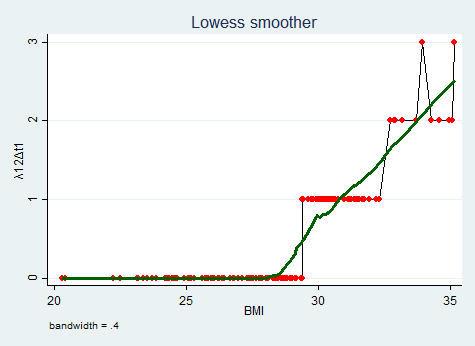 Lowess smoother
λ12Δt1
3
2
1
0
20 25 30 35
BMI
bandwidth = .4